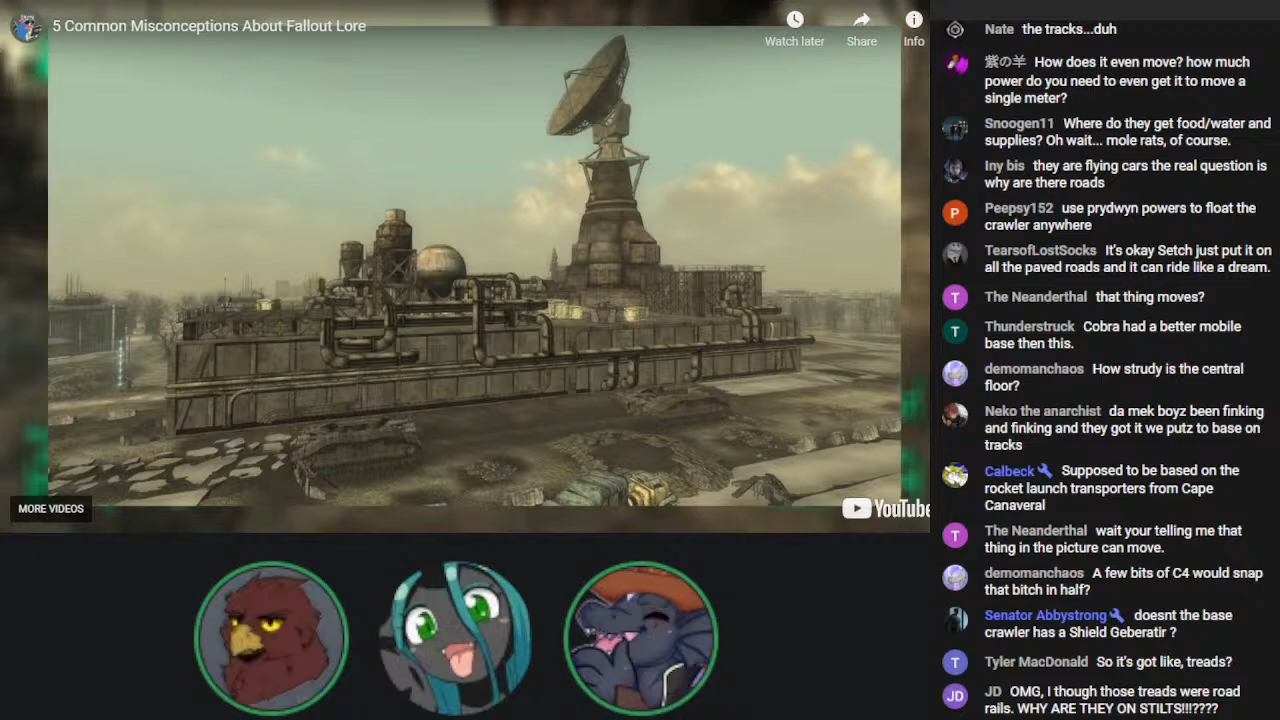 5 Common Misconceptions About Fallout Lore
Watch later
Share
Info
MORE VIDEOS
YouTube
Nate the tracks...duh
紫の羊 How does it even move? how much
power do you need to even get it to move a
single meter?
Snoogen11 Where do they get food/water and
supplies? Oh wait... mole rats, of course.
Iny bis they are flying cars the real question is
why are there roads
P
Peepsy152 use prydwyn powers to float the
crawler anywhere
TearsofLostSocks It's okay Setch just put it on
all the paved roads and it can ride like a dream.
T
The Neanderthal that thing moves?
T
Thunderstruck Cobra had a better mobile
base then this.
demomanchaos How strudy is the central
floor?
Neko the anarchist da mek boyz been finking
and finking and they got it we putz to base on
tracks
Calbeck Supposed to be based on the
rocket launch transporters from Cape
Canaveral
T
The Neanderthal wait your telling me that
thing in the picture can move.
demomanchaos A few bits of C4 would snap
that bitch in half?
Senator Abbystrong doesnt the base
crawler has a Shield Geberatir ?
T
Tyler MacDonald So it's got like, treads?
JD
JD OMG, I though those treads were road
rails. WHY ARE THEY ON STILTS!!!????